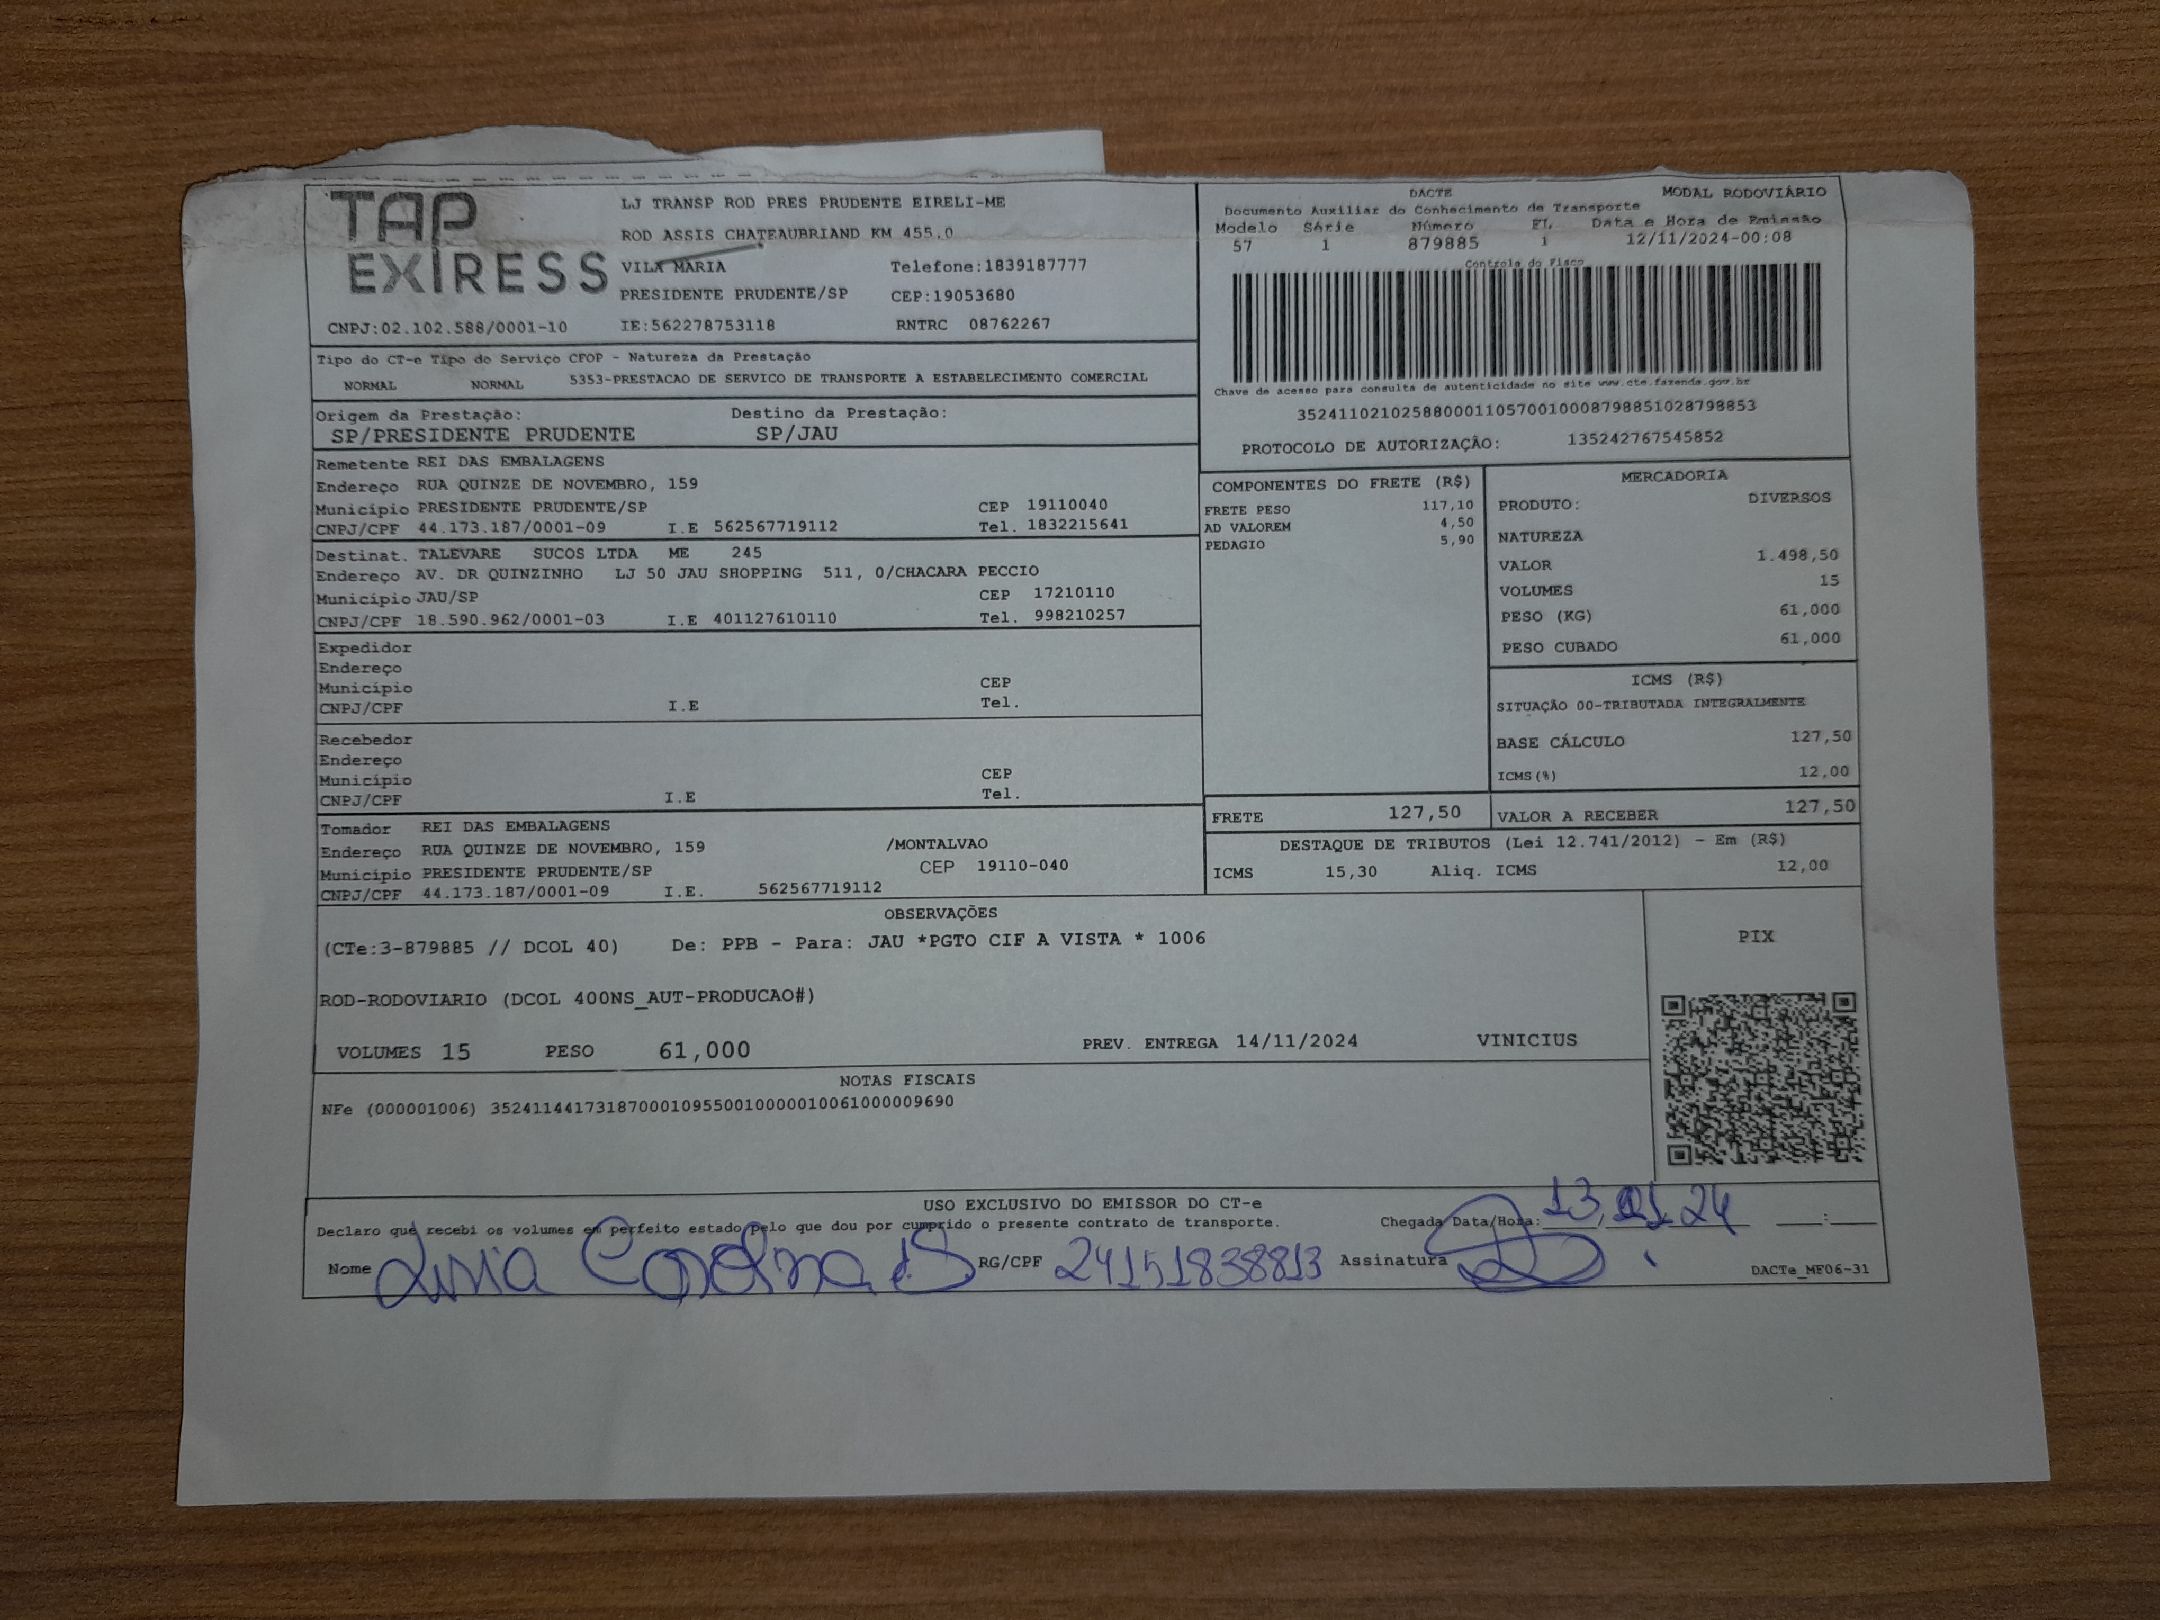 TAP
EXIRESS
LJ TRANSP ROD PRES PRUDENTE EIRELI-ME
ROD ASSIS CHATEAUBRIAND KM 455.0
VILA MARIA Telefone:1839187777
PRESIDENTE PRUDENTE/SP CEP:19053680
CNPJ:02.102.588/0001-10 IE:562278753118 RNTRC 08762267
DACTE MODAL RODOVIÁRIO
Documento Auxiliar do Conhecimento de Transporte
Modelo Série Número FL Data e Hora de Emissão
57 1 879885 1 12/11/2024-00:08
Controle do Fisco
Chave de acesso para consulta de autenticidade no site www.cte.fazenda.gov.br
35241102102588000110570010008798851028798853
PROTOCOLO DE AUTORIZAÇÃO: 135242767545852
Tipo do CT-e Tipo do Serviço CFOP - Natureza da Prestação
NORMAL NORMAL 5353-PRESTACAO DE SERVICO DE TRANSPORTE A ESTABELECIMENTO COMERCIAL
Origem da Prestação: Destino da Prestação:
SP/PRESIDENTE PRUDENTE SP/JAU
Remetente REI DAS EMBALAGENS
Endereço RUA QUINZE DE NOVEMBRO, 159
Município PRESIDENTE PRUDENTE/SP CEP 19110040
CNPJ/CPF 44.173.187/0001-09 I.E 562567719112 Tel. 1832215641
Destinat. TALEVARE SUCOS LTDA ME 245
Endereço AV. DR QUINZINHO LJ 50 JAU SHOPPING 511, 0/CHACARA PECCIO
Município JAU/SP CEP 17210110
CNPJ/CPF 18.590.962/0001-03 I.E 401127610110 Tel. 998210257
Expedidor
Endereço
Município CEP
CNPJ/CPF I.E Tel.
Recebedor
Endereço
Município CEP
CNPJ/CPF I.E Tel.
Tomador REI DAS EMBALAGENS
Endereço RUA QUINZE DE NOVEMBRO, 159 /MONTALVAO
Município PRESIDENTE PRUDENTE/SP CEP 19110-040
CNPJ/CPF 44.173.187/0001-09 I.E. 562567719112
COMPONENTES DO FRETE (R$)
FRETE PESO 117,10
AD VALOREM 4,50
PEDAGIO 5,90
MERCADORIA
PRODUTO: DIVERSOS
NATUREZA
VALOR 1.498,50
VOLUMES 15
PESO (KG) 61,000
PESO CUBADO 61,000
ICMS (R$)
SITUAÇÃO 00-TRIBUTADA INTEGRALMENTE
BASE CÁLCULO 127,50
ICMS(%) 12,00
FRETE 127,50 VALOR A RECEBER 127,50
DESTAQUE DE TRIBUTOS (Lei 12.741/2012) - Em (R$)
ICMS 15,30 Aliq. ICMS 12,00
OBSERVAÇÕES
(CTe:3-879885 // DCOL 40) De: PPB - Para: JAU *PGTO CIF A VISTA * 1006
ROD-RODOVIARIO (DCOL 400NS_AUT-PRODUCAO#)
VOLUMES 15 PESO 61,000 PREV. ENTREGA 14/11/2024 VINICIUS
PIX
NOTAS FISCAIS
NFe (000001006) 35241144173187000109550010000010061000009690
USO EXCLUSIVO DO EMISSOR DO CT-e
Declaro que recebi os volumes em perfeito estado pelo que dou por cumprido o presente contrato de transporte. Chegada Data/Hora: 13, 24 :
Nome RG/CPF 24151838813 Assinatura
DACTe_MF06-31